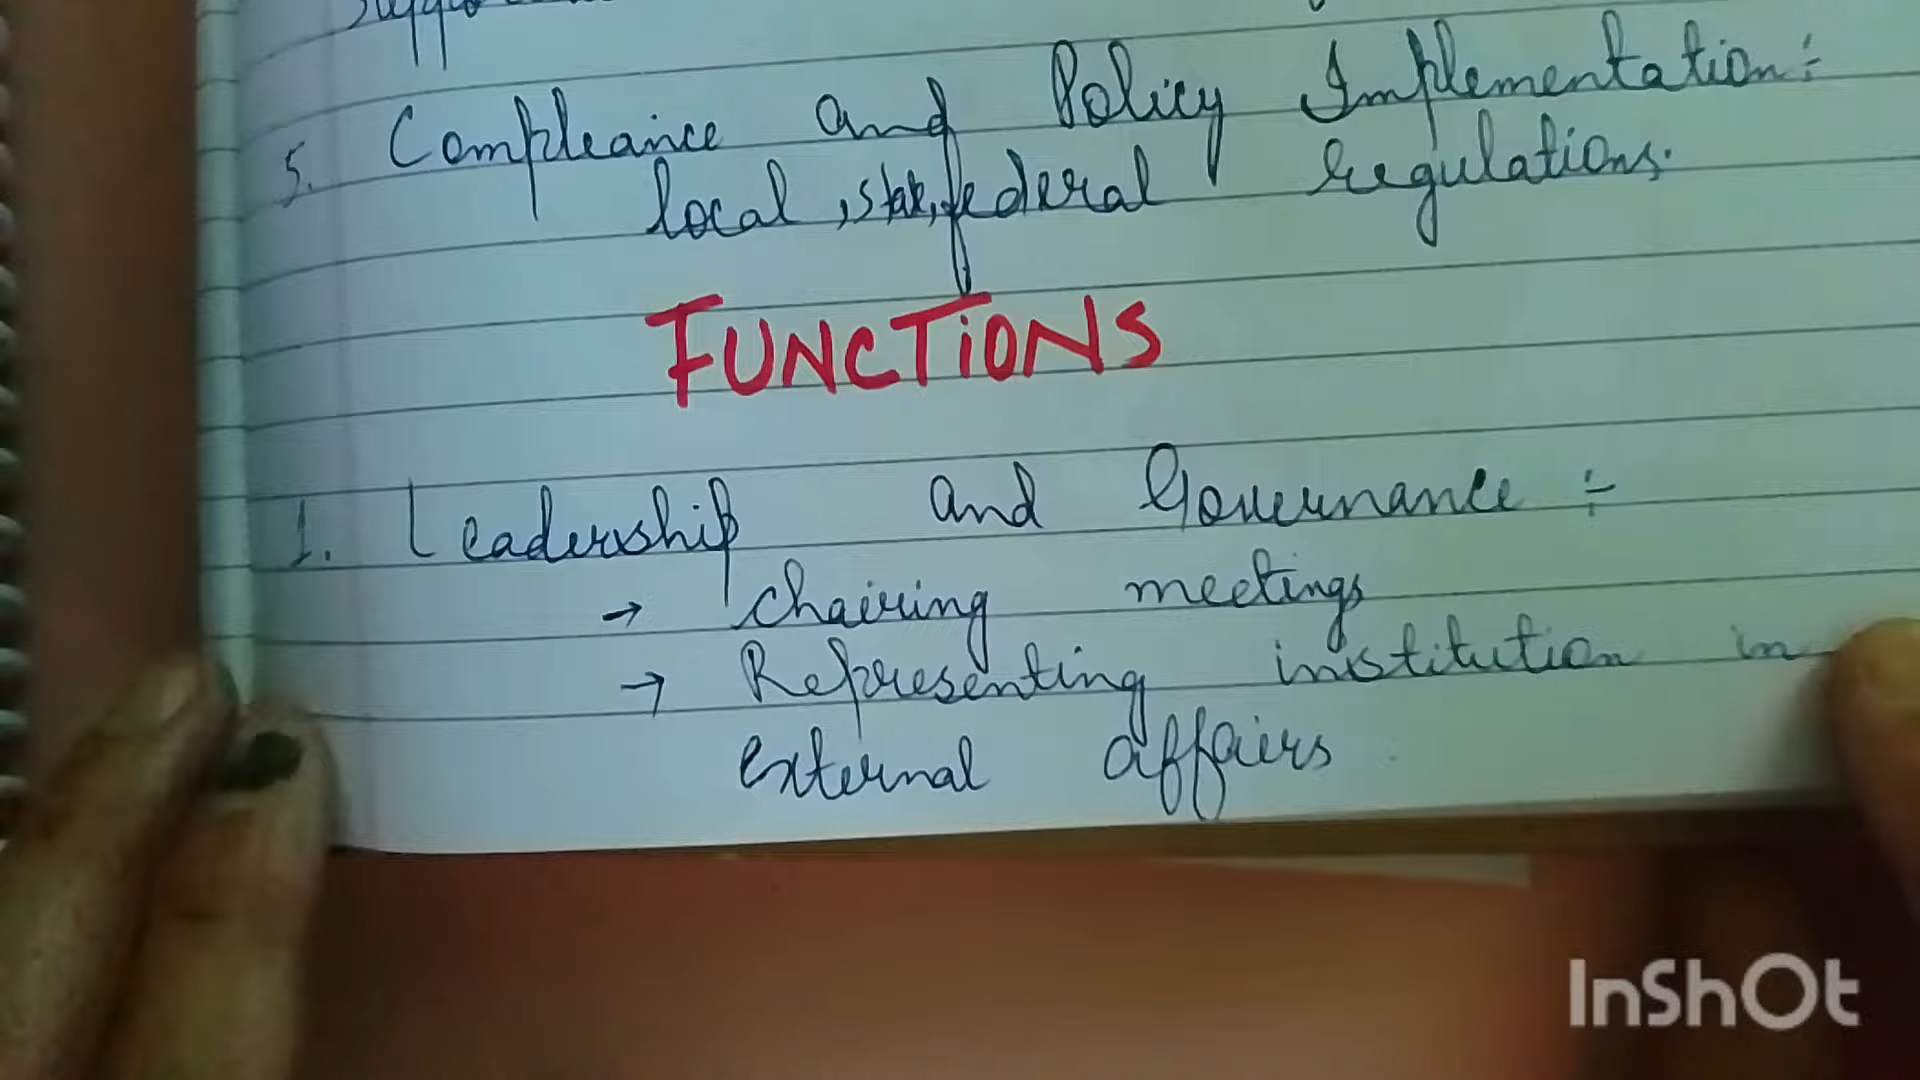 5. Compleaince and Policy Implementation:-
local, state, federal regulations.
FUNCTIONS
1. Leadership and Governance :-
→ Chairing meetings
→ Representing institution in
external affairs
InShOt